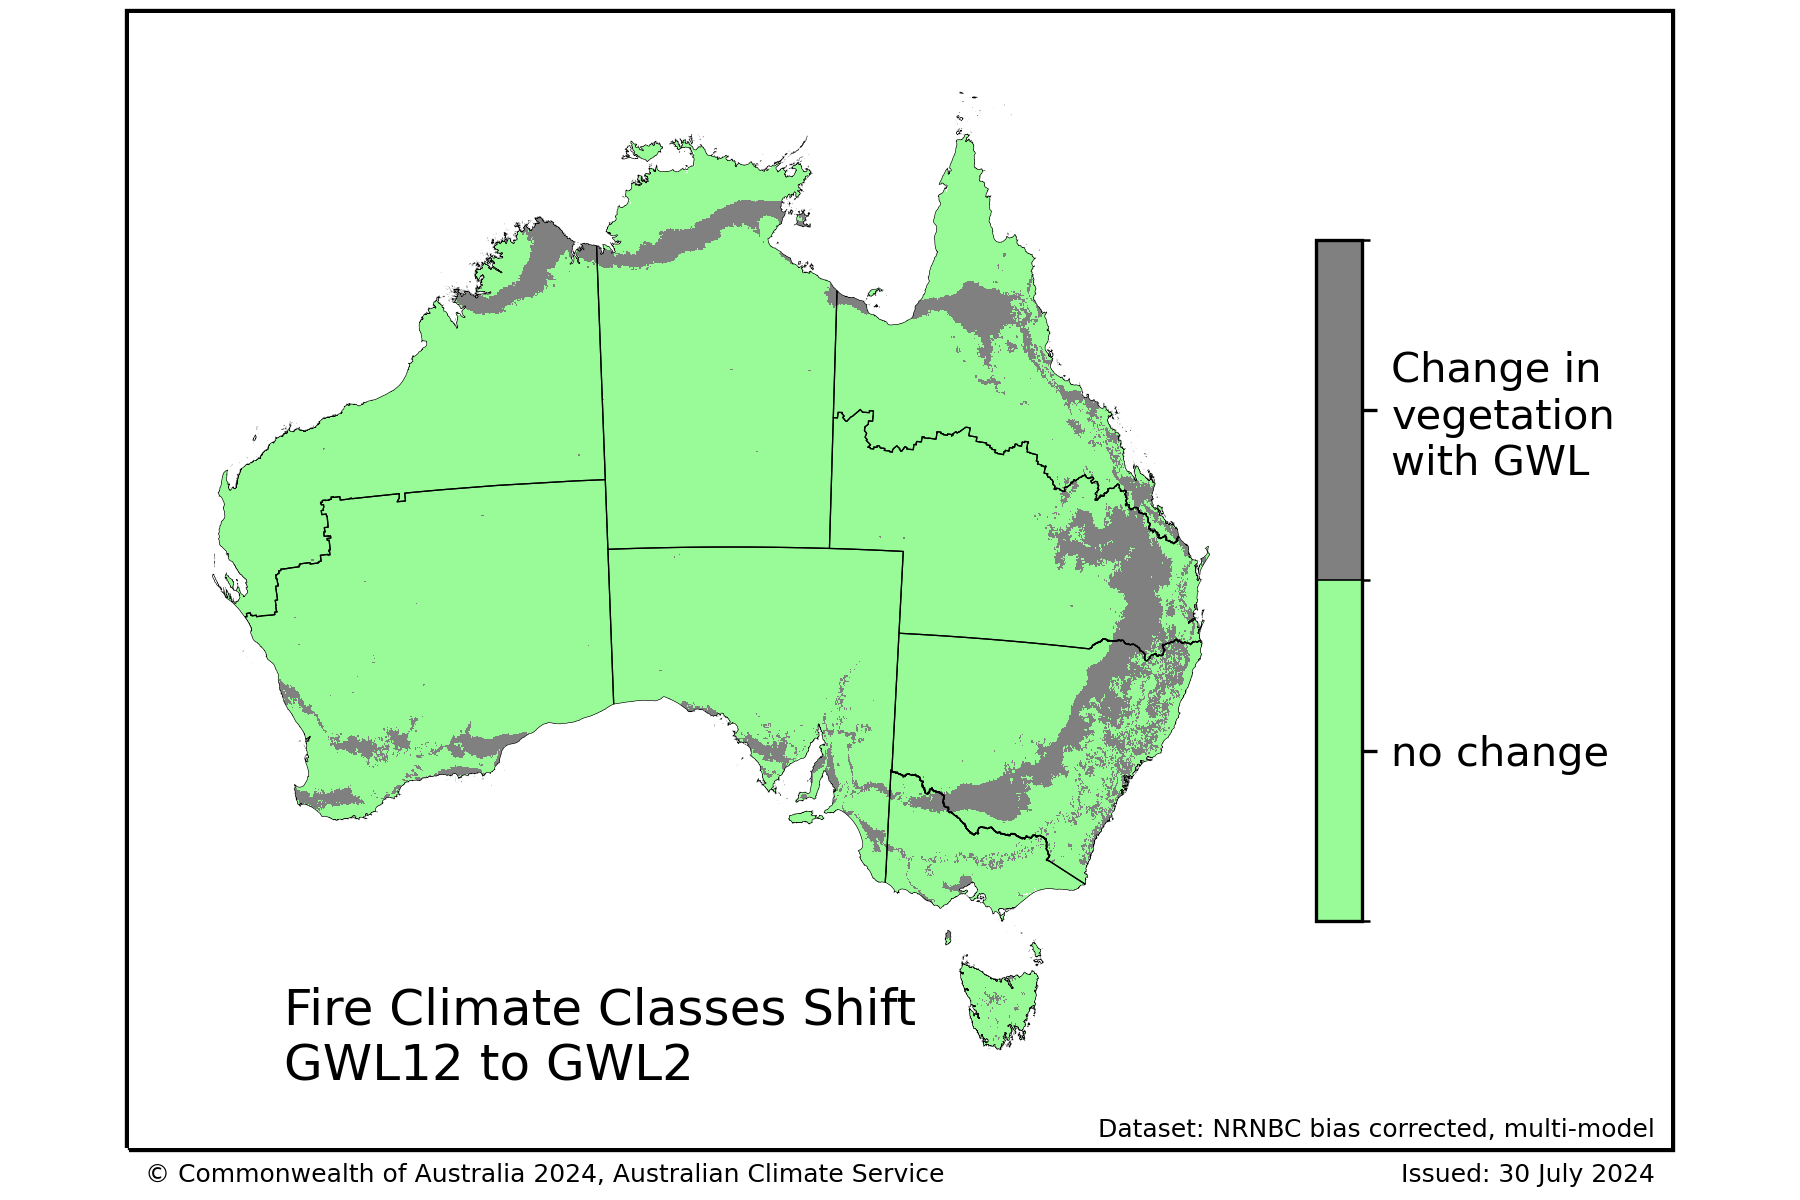 Change in
vegetation
with GWL
no change
Fire Climate Classes Shift
GWL12 to GWL2
Dataset: NRNBC bias corrected, multi-model
© Commonwealth of Australia 2024, Australian Climate Service
Issued: 30 July 2024